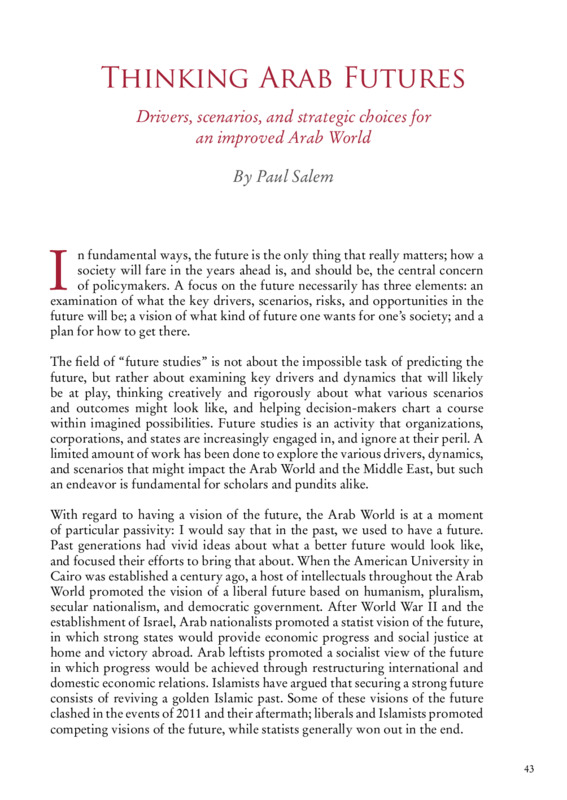 Thinking Arab Futures
Drivers, scenarios, and strategic choices for
an improved Arab World
By Paul Salem
In fundamental ways, the future is the only thing that really matters; how a
society will fare in the years ahead is, and should be, the central concern
of policymakers. A focus on the future necessarily has three elements: an
examination of what the key drivers, scenarios, risks, and opportunities in the
future will be; a vision of what kind of future one wants for one’s society; and a
plan for how to get there.
The field of “future studies” is not about the impossible task of predicting the
future, but rather about examining key drivers and dynamics that will likely
be at play, thinking creatively and rigorously about what various scenarios
and outcomes might look like, and helping decision-makers chart a course
within imagined possibilities. Future studies is an activity that organizations,
corporations, and states are increasingly engaged in, and ignore at their peril. A
limited amount of work has been done to explore the various drivers, dynamics,
and scenarios that might impact the Arab World and the Middle East, but such
an endeavor is fundamental for scholars and pundits alike.
With regard to having a vision of the future, the Arab World is at a moment
of particular passivity: I would say that in the past, we used to have a future.
Past generations had vivid ideas about what a better future would look like,
and focused their efforts to bring that about. When the American University in
Cairo was established a century ago, a host of intellectuals throughout the Arab
World promoted the vision of a liberal future based on humanism, pluralism,
secular nationalism, and democratic government. After World War II and the
establishment of Israel, Arab nationalists promoted a statist vision of the future,
in which strong states would provide economic progress and social justice at
home and victory abroad. Arab leftists promoted a socialist view of the future
in which progress would be achieved through restructuring international and
domestic economic relations. Islamists have argued that securing a strong future
consists of reviving a golden Islamic past. Some of these visions of the future
clashed in the events of 2011 and their aftermath; liberals and Islamists promoted
competing visions of the future, while statists generally won out in the end.
43